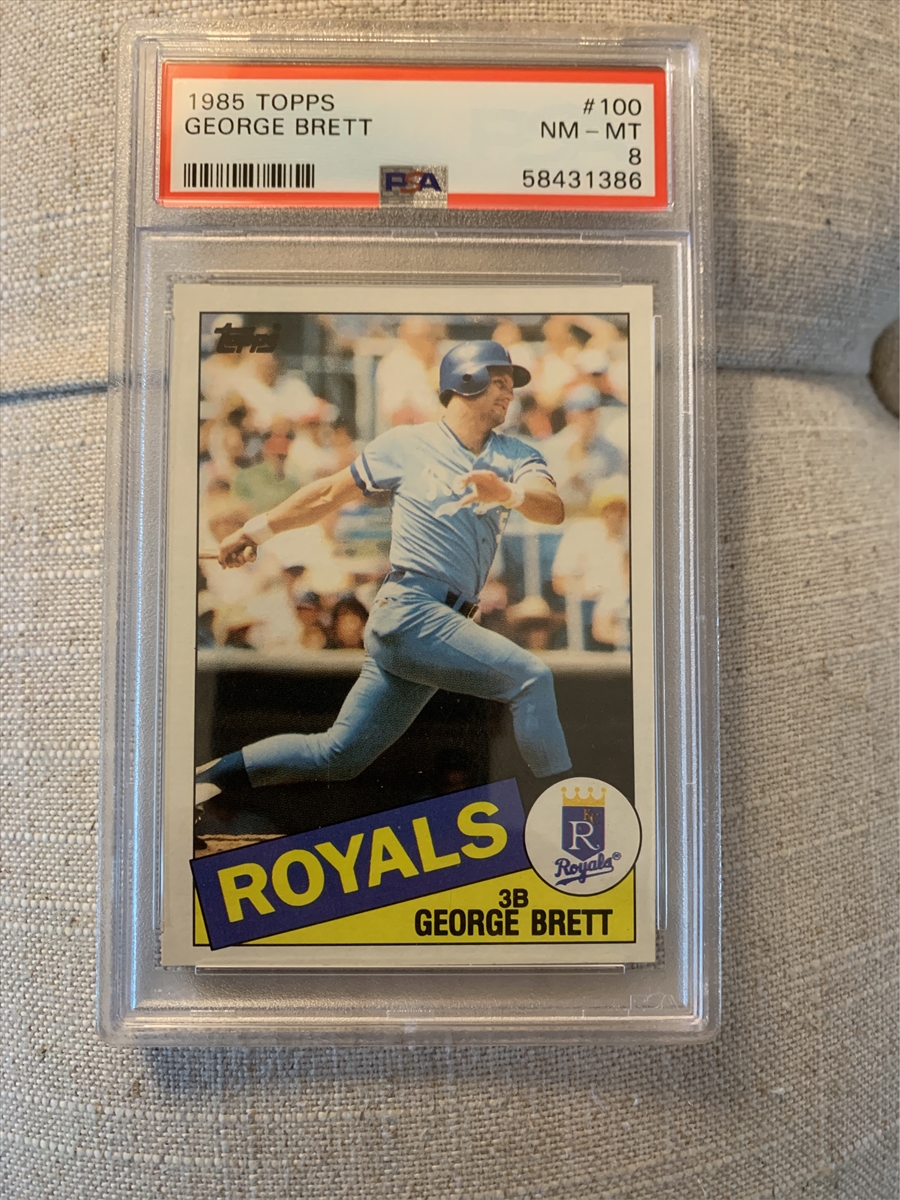 1985 TOPPS #100
GEORGE BRETT NM - MT
8
PSA 58431386
Topps
ROYALS
R
Royals®
3B
GEORGE BRETT